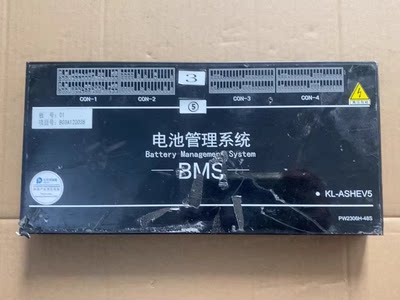 3
CON-1
CON-2
CON-3
CON-4
5
电池管理系统
Battery Management System
BMS
KL-ASHEV5
PW2306H-48S